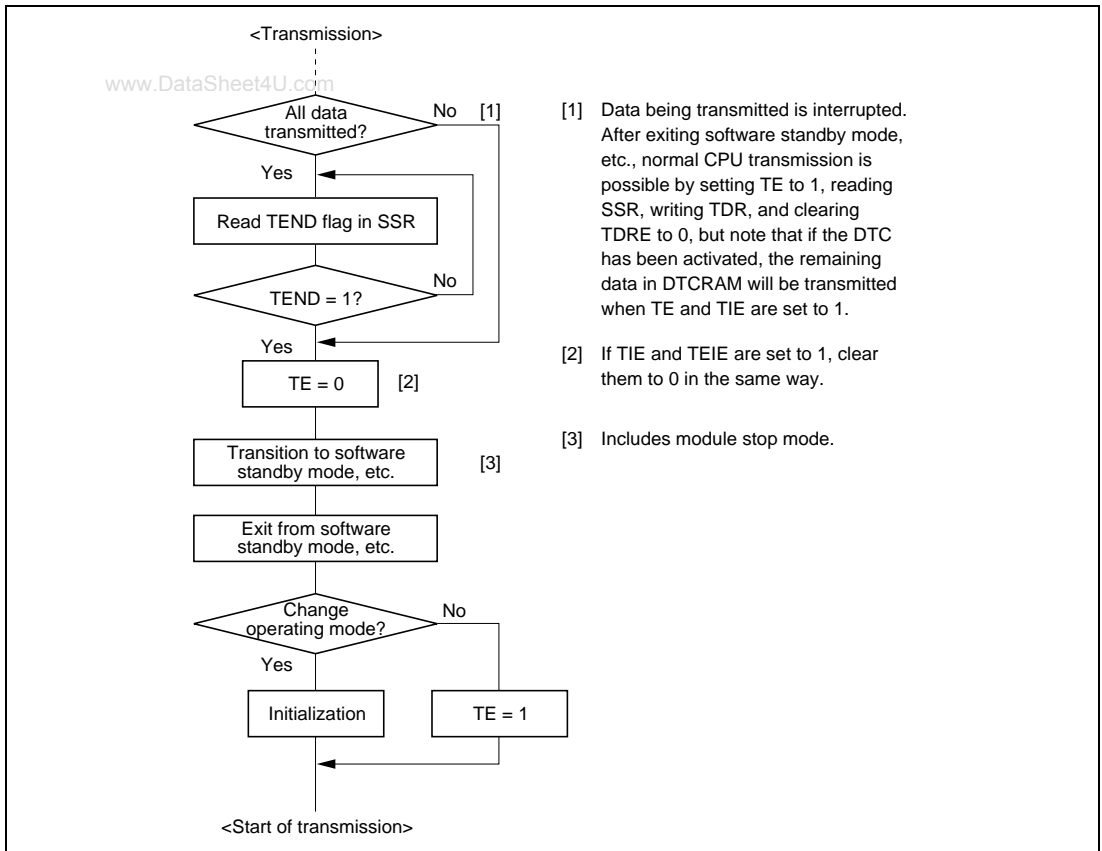 <Transmission>
www.DataSheet4U.com
All data
transmitted?
No [1]
Yes
Read TEND flag in SSR
TEND = 1?
No
Yes
TE = 0
[2]
Transition to software
standby mode, etc.
[3]
Exit from software
standby mode, etc.
Change
operating mode?
No
Yes
Initialization
TE = 1
<Start of transmission>
[1] Data being transmitted is interrupted.
After exiting software standby mode,
etc., normal CPU transmission is
possible by setting TE to 1, reading
SSR, writing TDR, and clearing
TDRE to 0, but note that if the DTC
has been activated, the remaining
data in DTCRAM will be transmitted
when TE and TIE are set to 1.
[2] If TIE and TEIE are set to 1, clear
them to 0 in the same way.
[3] Includes module stop mode.